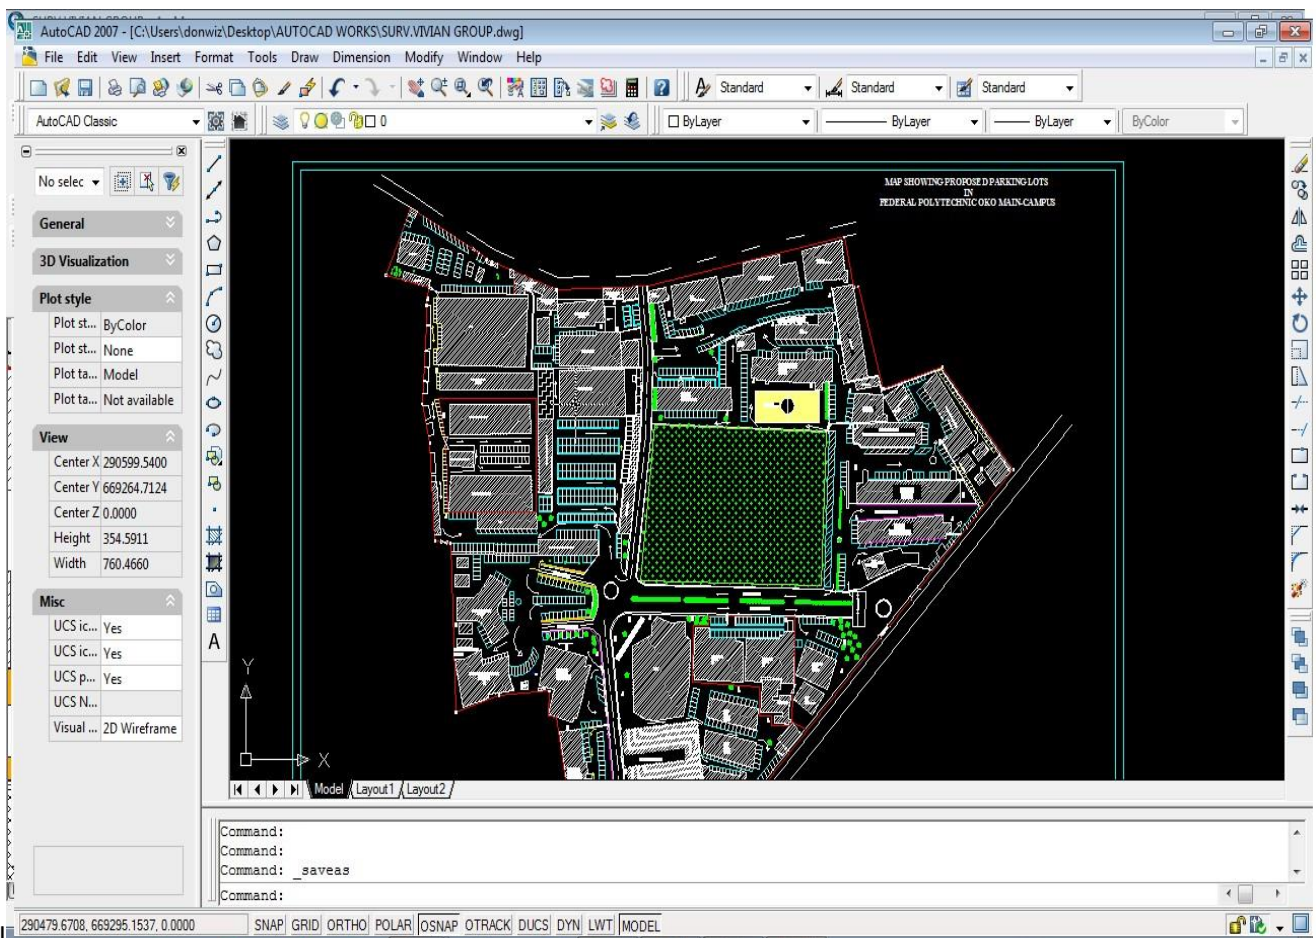 AutoCAD 2007 - [C:\Users\donwiz\Desktop\AUTOCAD WORKS\SURV.VIVIAN GROUP.dwg]
File Edit View Insert Format Tools Draw Dimension Modify Window Help
Standard Standard Standard
AutoCAD Classic 0 ByLayer ByLayer ByLayer ByColor
No selec
General
3D Visualization
Plot style
Plot st... ByColor
Plot st... None
Plot ta... Model
Plot ta... Not available
View
Center X 290599.5400
Center Y 669264.7124
Center Z 0.0000
Height 354.5911
Width 760.4660
Misc
UCS ic... Yes
UCS ic... Yes
UCS p... Yes
UCS N...
Visual ... 2D Wireframe
A
MAP SHOWING PROPOSED PARKING LOTS
IN
FEDERAL POLYTECHNIC OKO MAIN-CAMPUS
Y
X
Model Layout1 Layout2
Command:
Command:
Command: _saveas
Command:
290479.6708, 669295.1537, 0.0000 SNAP GRID ORTHO POLAR OSNAP OTRACK DUCS DYN LWT MODEL